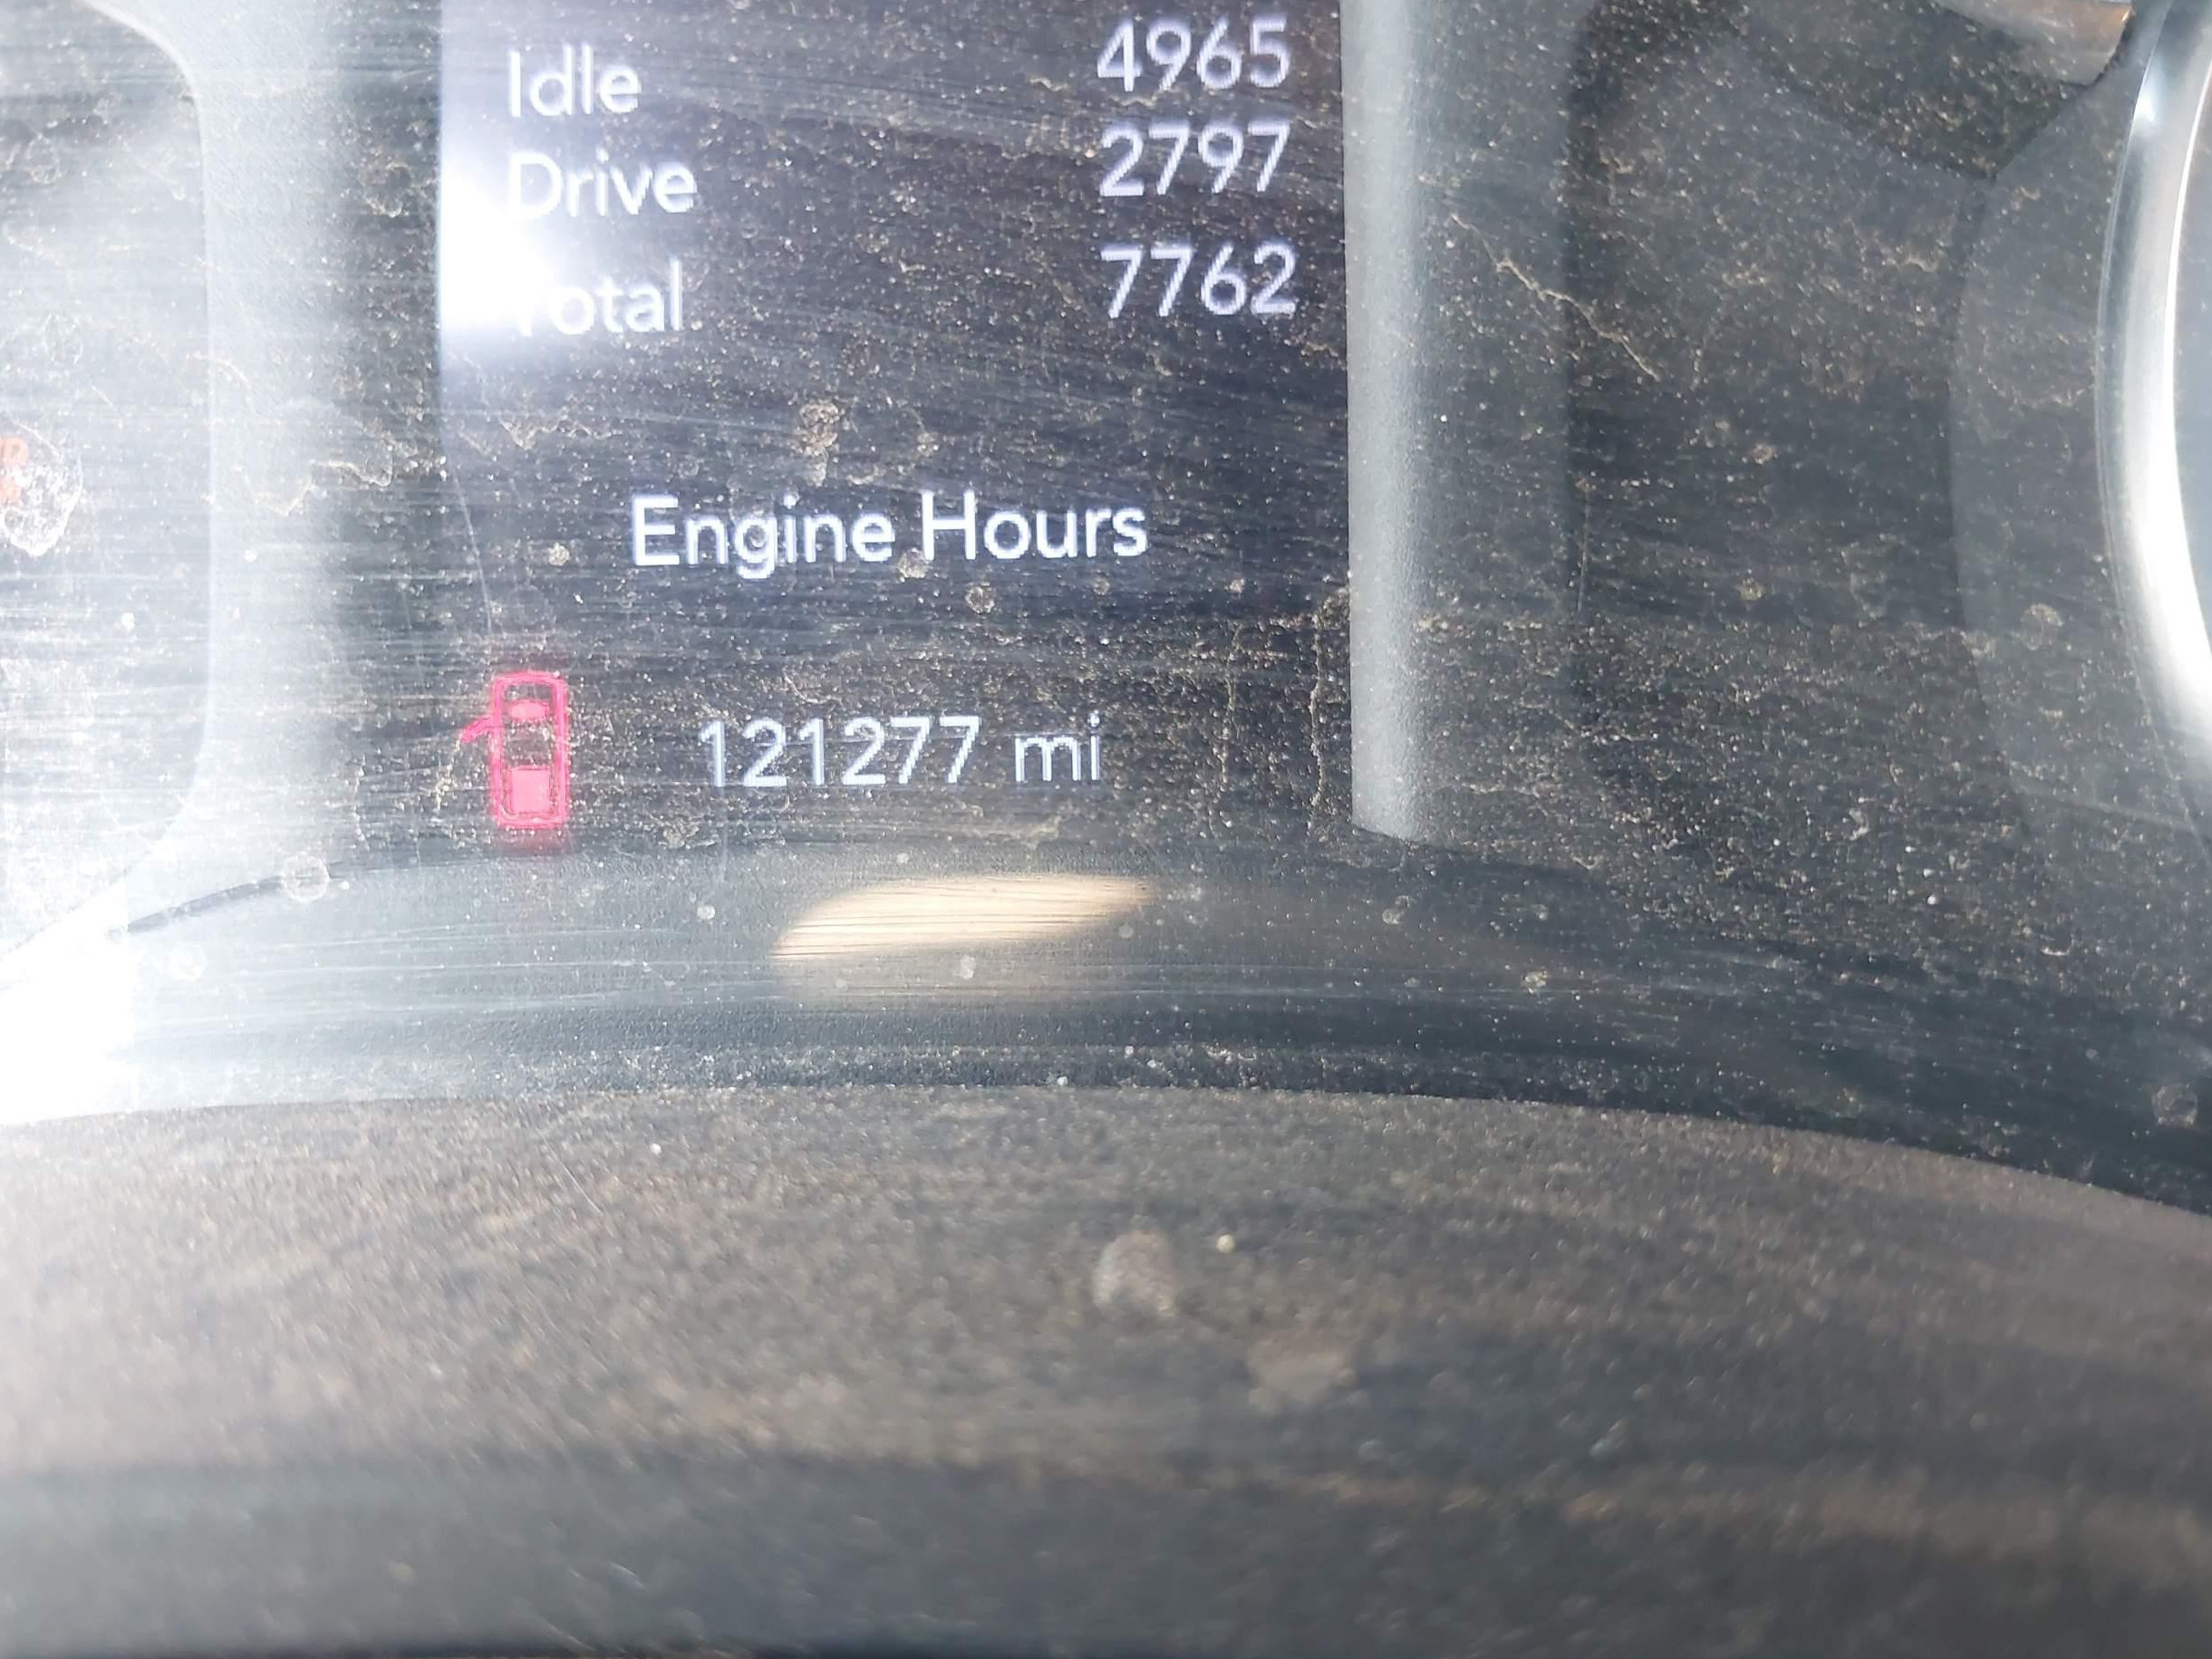 Idle 4965
Drive 2797
Total 7762
Engine Hours
121277 mi